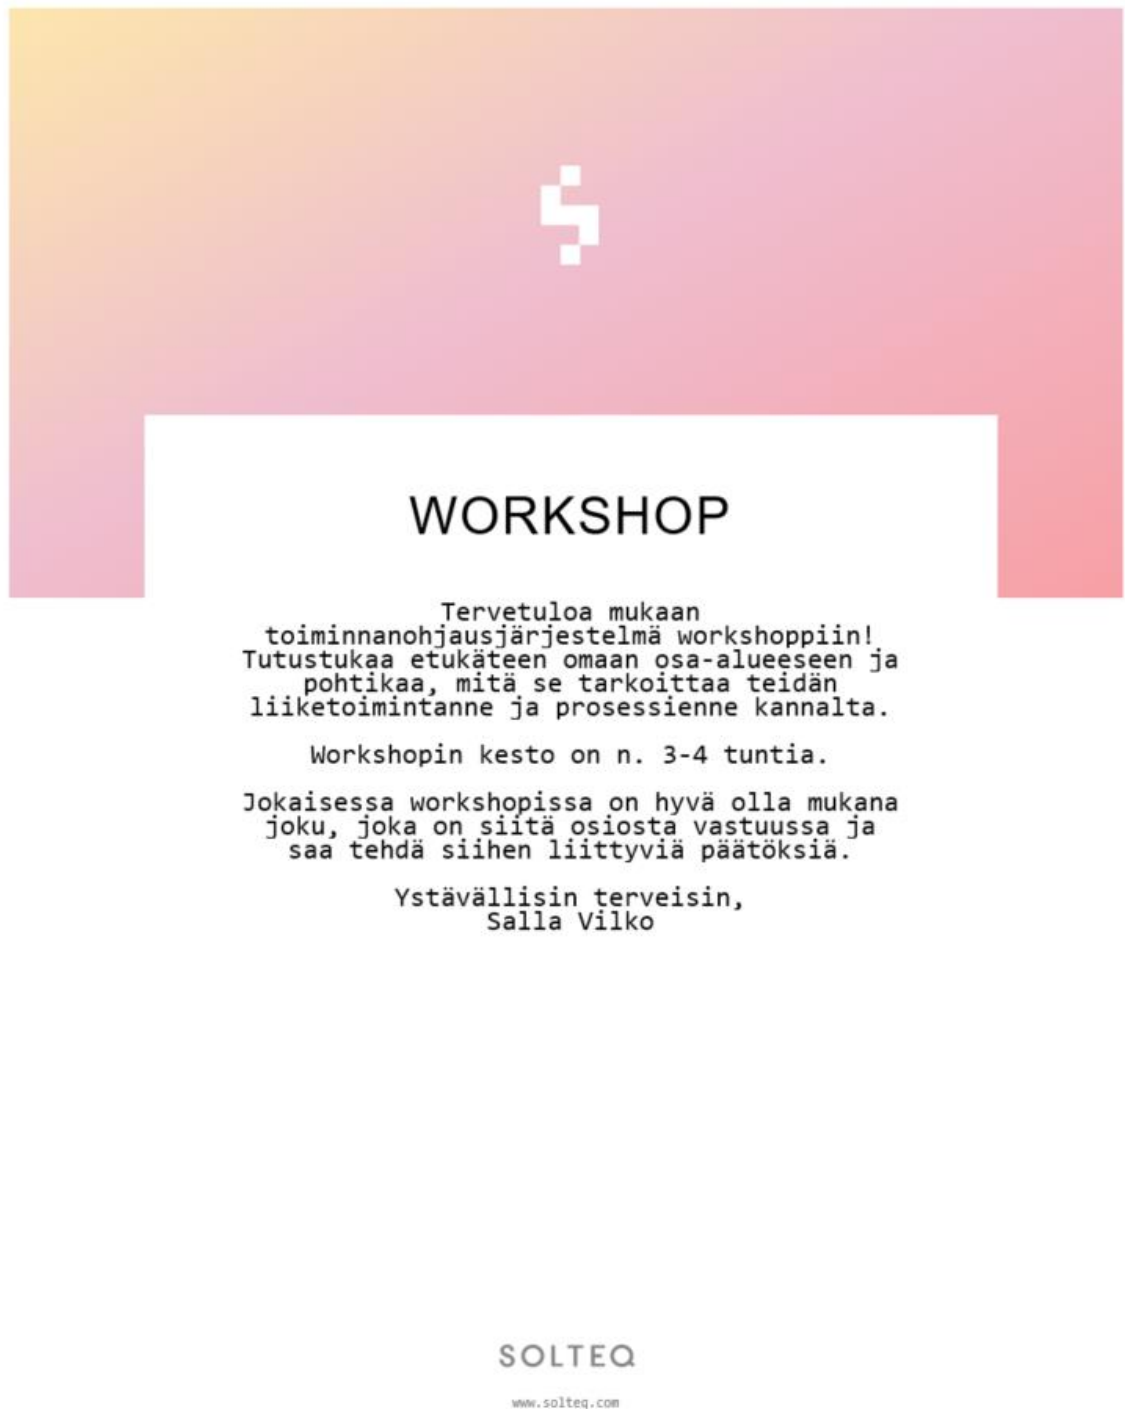 WORKSHOP
Tervetuloa mukaan
toiminnanohjausjärjestelmä workshoppiin!
Tutustukaa etukäteen omaan osa-alueeseen ja
pohtikaa, mitä se tarkoittaa teidän
liiketoimintanne ja prosessienne kannalta.
Workshopin kesto on n. 3-4 tuntia.
Jokaisessa workshopissa on hyvä olla mukana
joku, joka on siitä osiosta vastuussa ja
saa tehdä siihen liittyviä päätöksiä.
Ystävällisin terveisin,
Salla Vilko
SOLTEQ
www.solteq.com